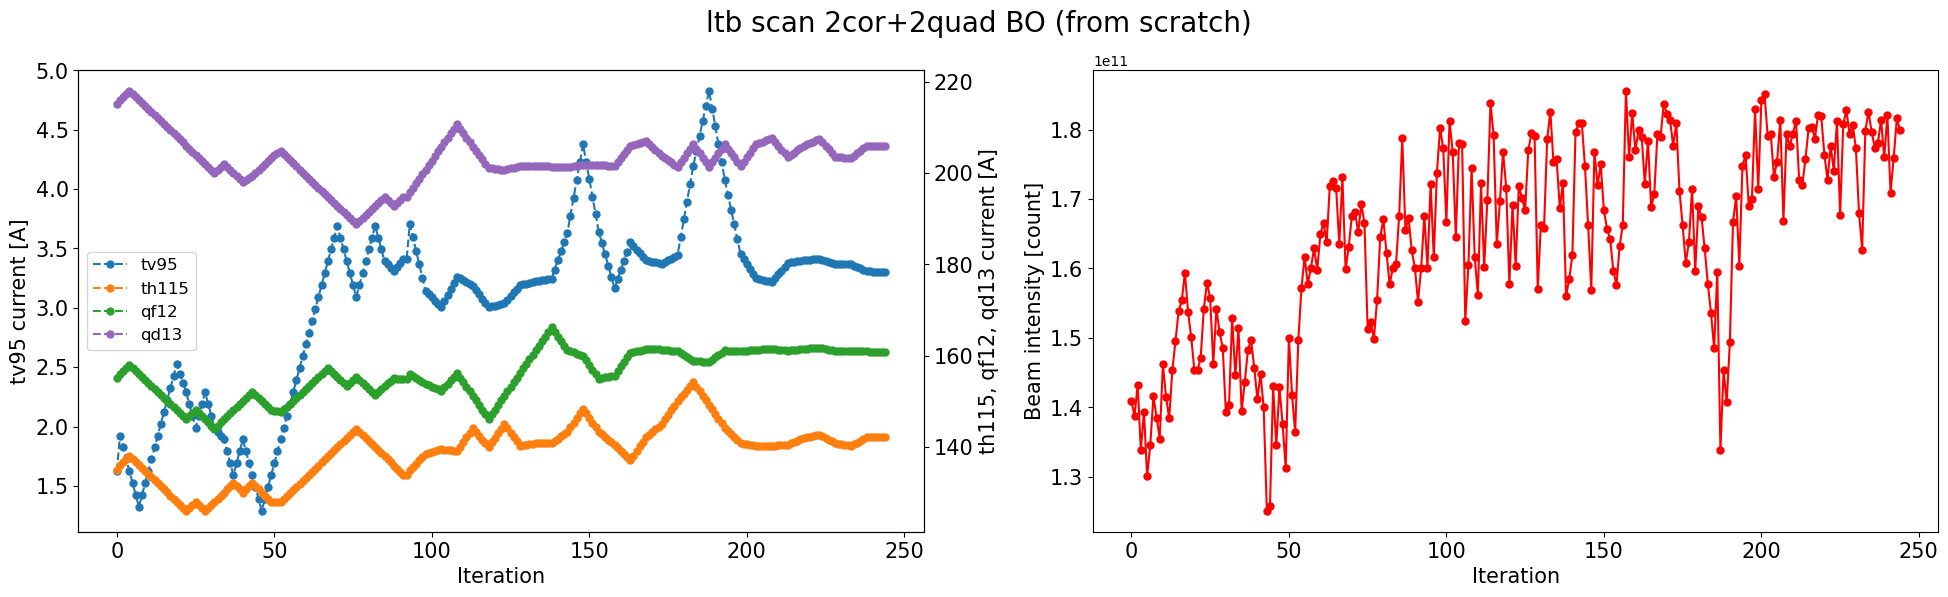 ltb scan 2cor+2quad BO (from scratch)
tv95 current [A]
5.0
4.5
4.0
3.5
3.0
2.5
2.0
1.5
tv95
th115
qf12
qd13
0 50 100 150 200 250
Iteration
220
200
180
160
140
th115, qf12, qd13 current [A]
1e11
Beam intensity [count]
1.8
1.7
1.6
1.5
1.4
1.3
0 50 100 150 200 250
Iteration